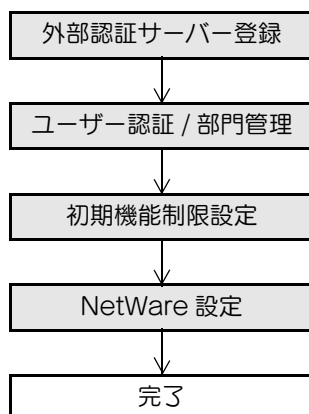 外部認証サーバー登録
ユーザー認証 / 部門管理
初期機能制限設定
NetWare 設定
完了